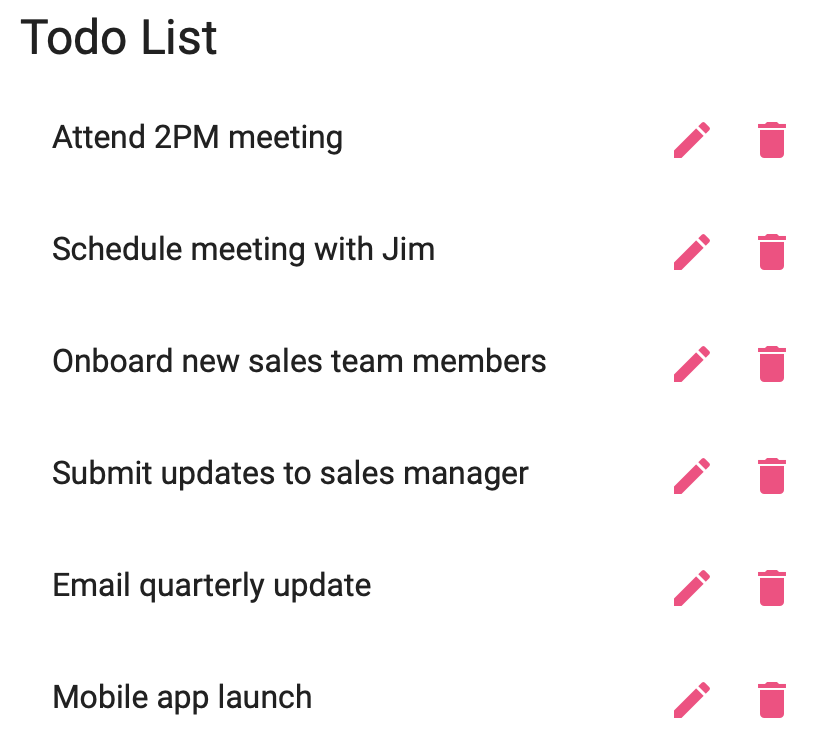 Todo List
Attend 2PM meeting
Schedule meeting with Jim
Onboard new sales team members
Submit updates to sales manager
Email quarterly update
Mobile app launch